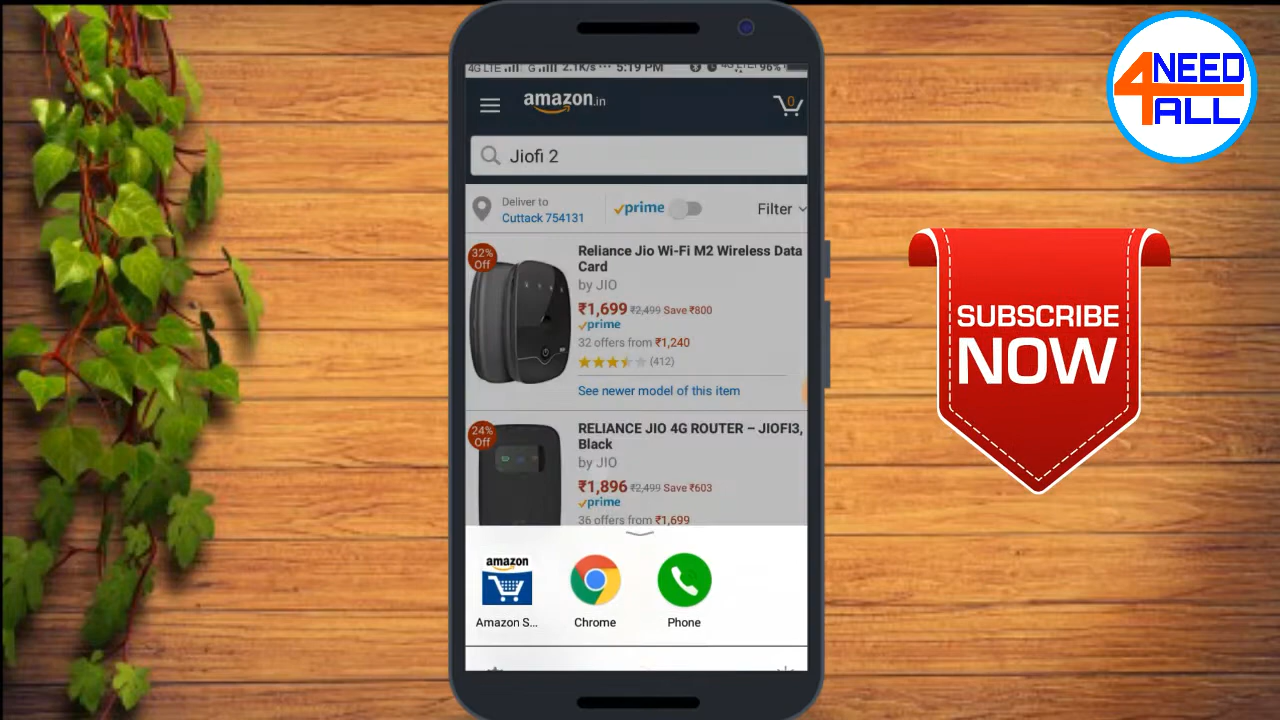 4G LTE G 2.1K/s ··· 5:19 PM 96%
amazon.in
0
Jiofi 2
Deliver to
Cuttack 754131
prime
Filter
32%
Off
Reliance Jio Wi-Fi M2 Wireless Data
Card
by JIO
₹1,699 ₹2,499 Save ₹800
prime
32 offers from ₹1,240
(412)
See newer model of this item
24%
Off
RELIANCE JIO 4G ROUTER – JIOFI3,
Black
by JIO
₹1,896 ₹2,499 Save ₹603
prime
36 offers from ₹1,699
amazon
Amazon S...
Chrome
Phone
4NEED
4ALL
SUBSCRIBE
NOW